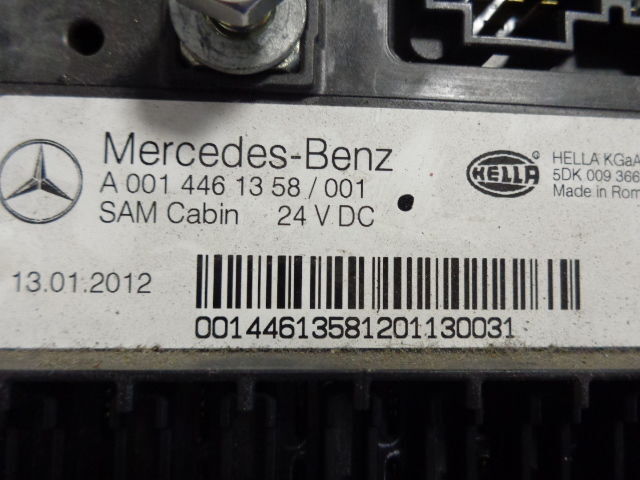 Mercedes-Benz
A 001 446 13 58 / 001
SAM Cabin 24 V DC
HELLA
HELLA KGaA
5DK 009 366
Made in Rom
13.01.2012
00144613581201130031